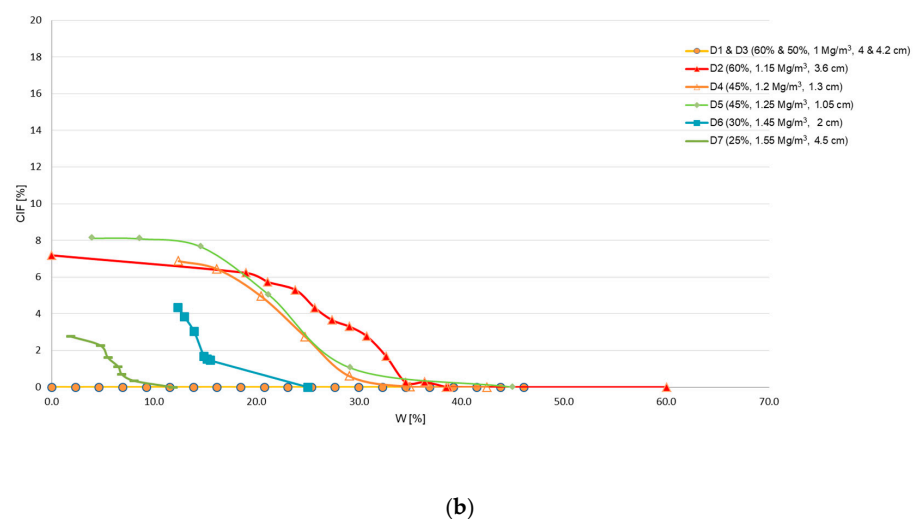 20
18
16
14
12
10
8
6
4
2
0
CIF [%]
0.0 10.0 20.0 30.0 40.0 50.0 60.0 70.0
W [%]
D1 & D3 (60% & 50%, 1 Mg/m³, 4 & 4.2 cm)
D2 (60%, 1.15 Mg/m³, 3.6 cm)
D4 (45%, 1.2 Mg/m³, 1.3 cm)
D5 (45%, 1.25 Mg/m³, 1.05 cm)
D6 (30%, 1.45 Mg/m³, 2 cm)
D7 (25%, 1.55 Mg/m³, 4.5 cm)
(b)